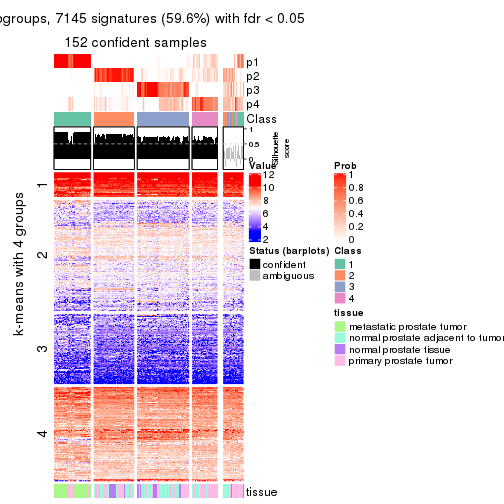 ogroups, 7145 signatures (59.6%) with fdr < 0.05
152 confident samples
p1
p2
p3
p4
Class
1
0.5
0
Silhouette
score
k-means with 4 groups
1
2
3
4
Value
12
10
8
6
4
2
Prob
1
0.8
0.6
0.4
0.2
0
Status (barplots)
confident
ambiguous
Class
1
2
3
4
tissue
metastatic prostate tumor
normal prostate adjacent to tumor
normal prostate tissue
primary prostate tumor
tissue